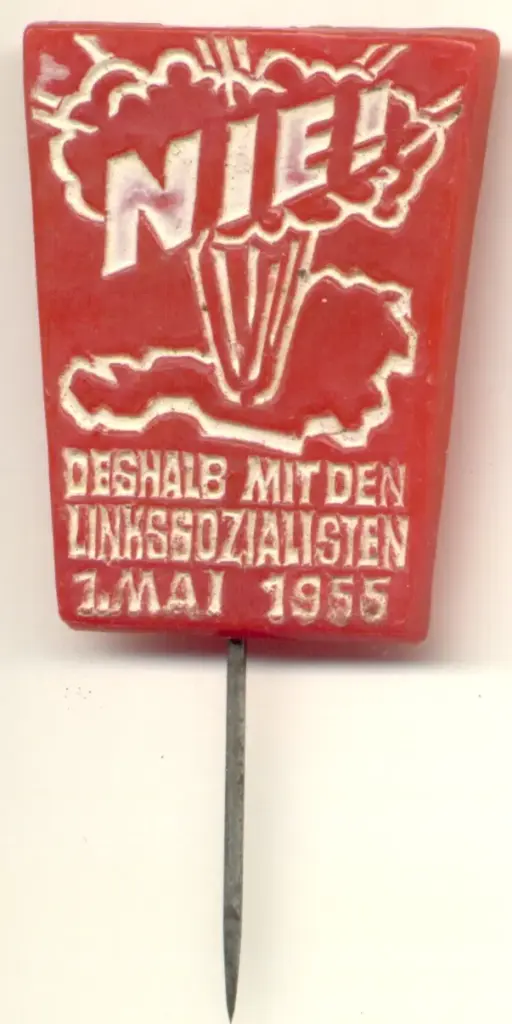 NIE!
DESHALB MIT DEN
LINKSSOZIALISTEN
1. MAI 1955